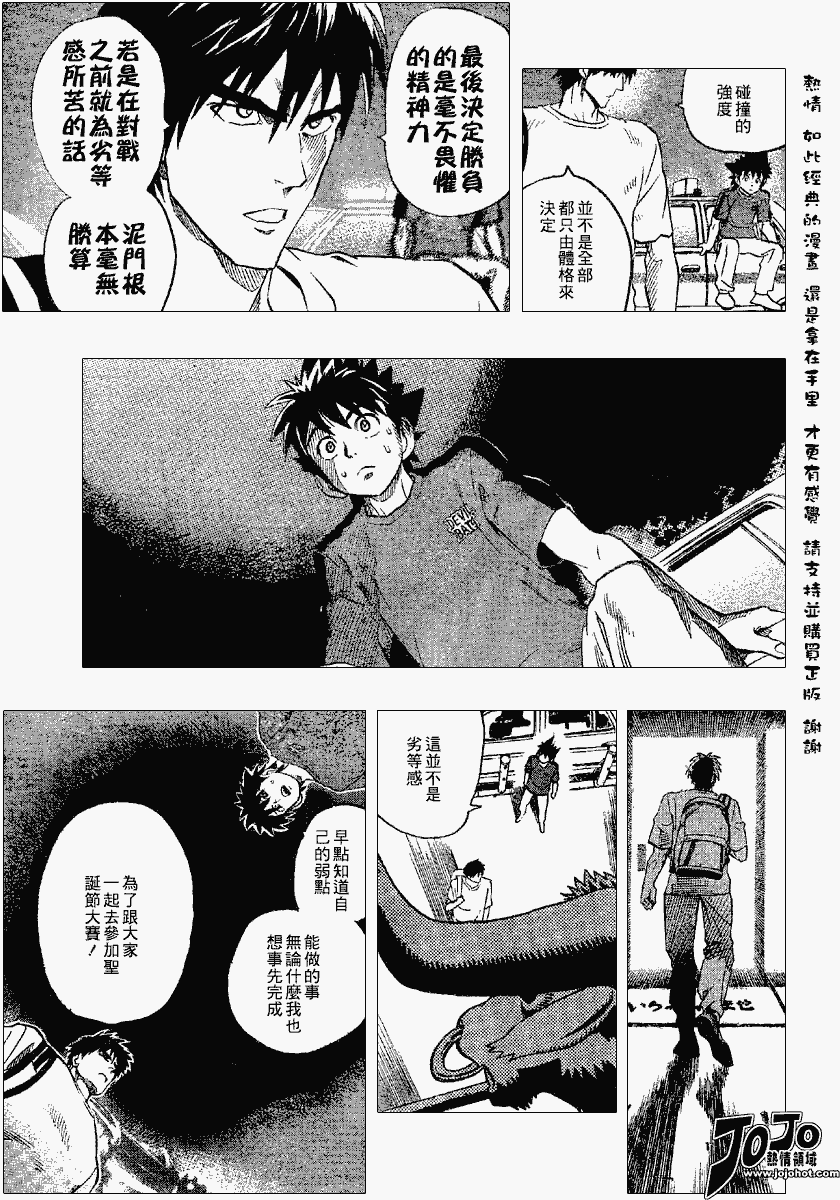 碰撞的
強度
並不是全部
都只由體格來
決定
最後決定勝負
的是毫不畏懼
的精神力
若是在對戰
之前就為劣等
感所苦的話
泥門根
本毫無
勝算
DEVIL
BATS
這並不是
劣等感
早點知道自
己的弱點
能做的事
無論什麼我也
想事先完成
為了跟大家
一起去參加聖
誕節大賽！
熱情 如此經典的漫畫 還是拿在手里 才更有感覺 請支持並購買正版 謝謝
JOJO
熱情領域
www.jojohot.com